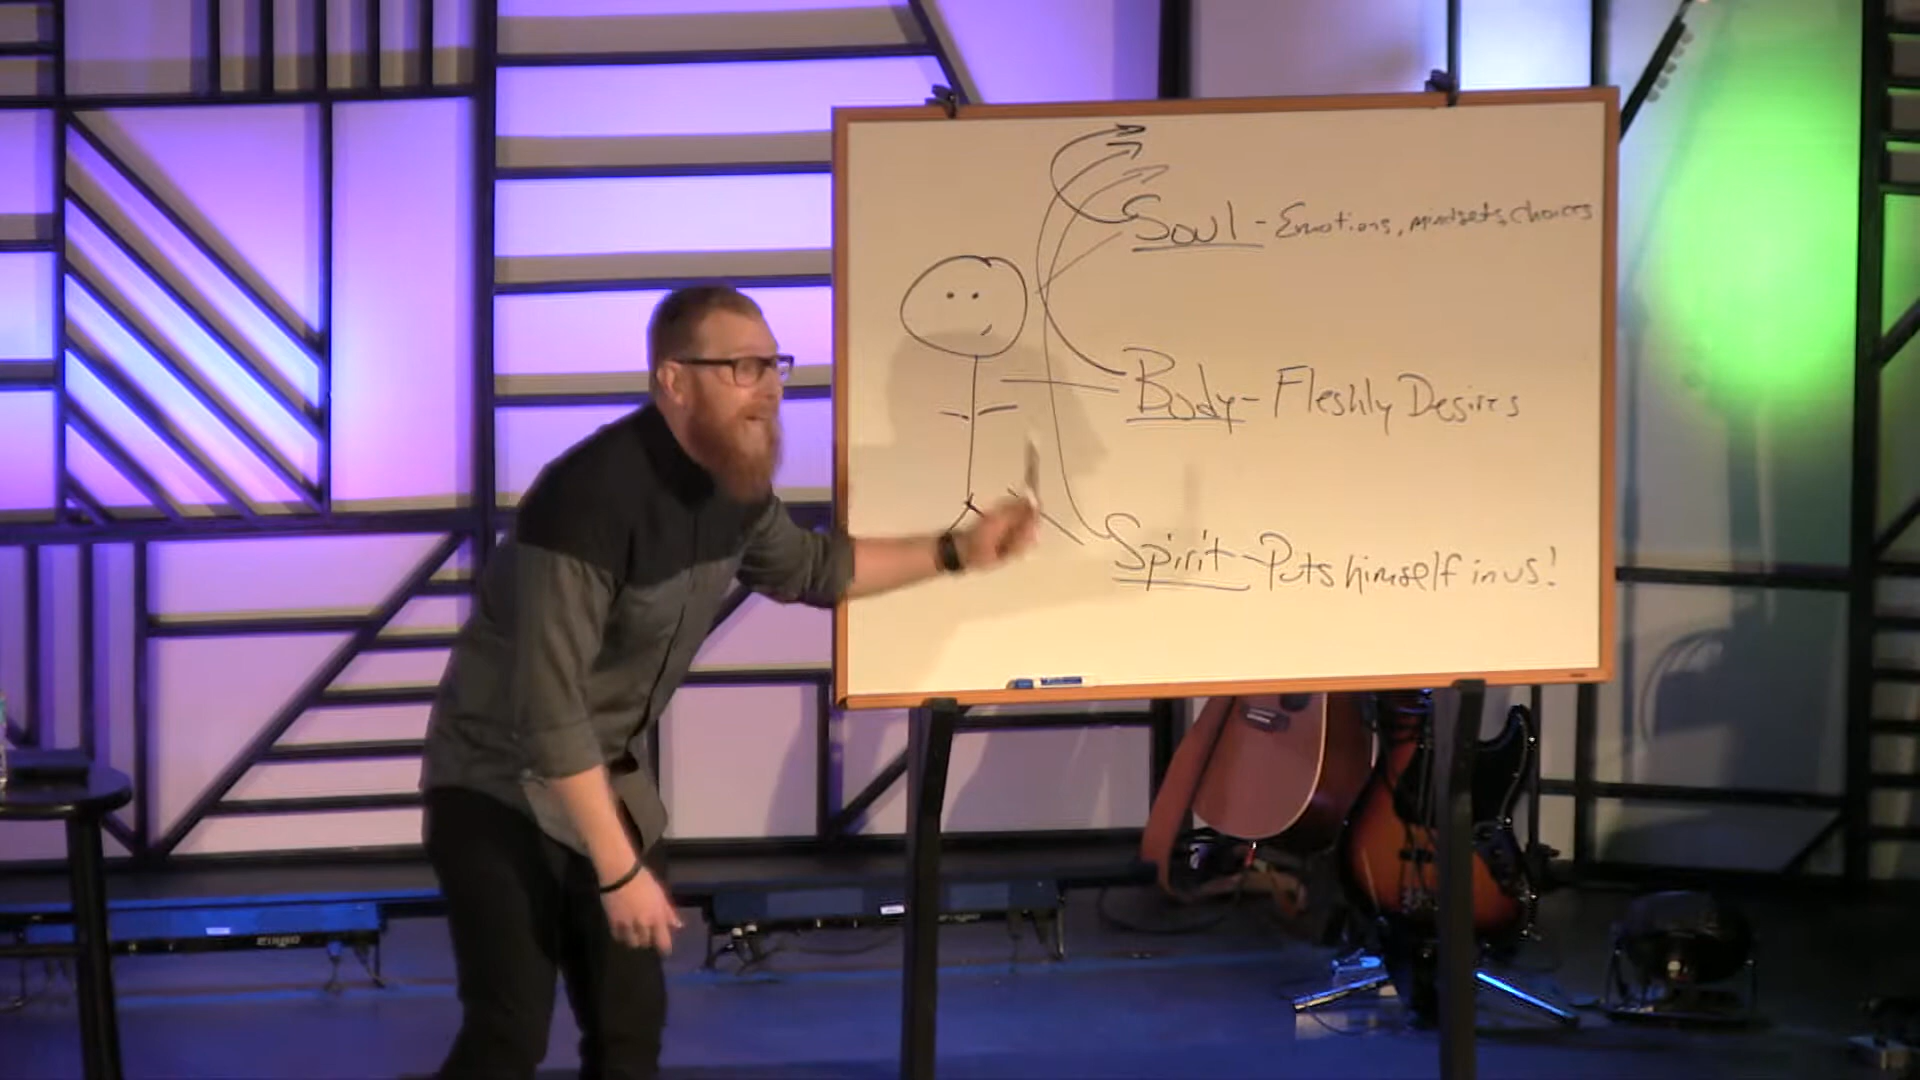 Soul - Emotions, mindsets, choices
Body - Fleshly Desires
Spirit - Puts himself in us!